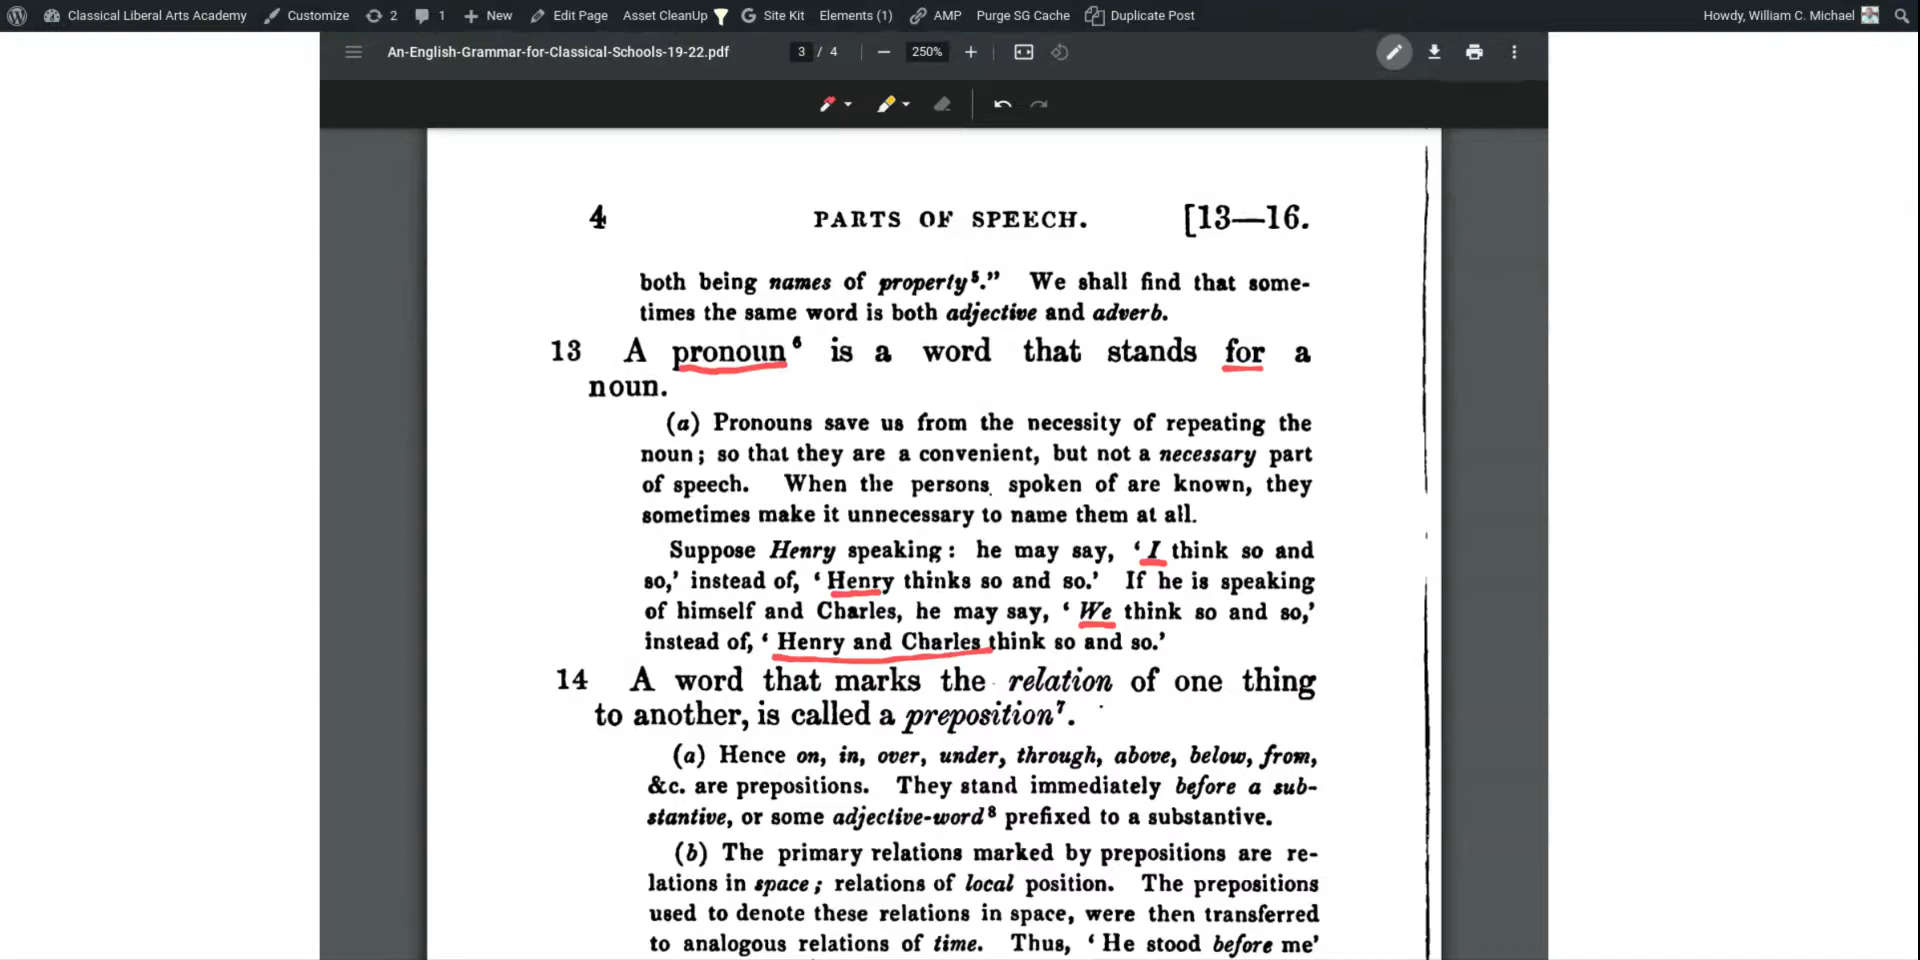 Classical Liberal Arts Academy Customize 2 1 New Edit Page Asset CleanUp Site Kit Elements (1) AMP Purge SG Cache Duplicate Post Howdy, William C. Michael
An-English-Grammar-for-Classical-Schools-19-22.pdf 3 / 4 250%
4 PARTS OF SPEECH. [13—16.
both being names of property⁵.” We shall find that some-
times the same word is both adjective and adverb.
13 A pronoun⁶ is a word that stands for a
noun.
(a) Pronouns save us from the necessity of repeating the
noun; so that they are a convenient, but not a necessary part
of speech. When the persons spoken of are known, they
sometimes make it unnecessary to name them at all.
Suppose Henry speaking: he may say, ‘I think so and
so,’ instead of, ‘Henry thinks so and so.’ If he is speaking
of himself and Charles, he may say, ‘We think so and so,’
instead of, ‘Henry and Charles think so and so.’
14 A word that marks the relation of one thing
to another, is called a preposition⁷.
(a) Hence on, in, over, under, through, above, below, from,
&c. are prepositions. They stand immediately before a sub-
stantive, or some adjective-word⁸ prefixed to a substantive.
(b) The primary relations marked by prepositions are re-
lations in space; relations of local position. The prepositions
used to denote these relations in space, were then transferred
to analogous relations of time. Thus, ‘He stood before me’